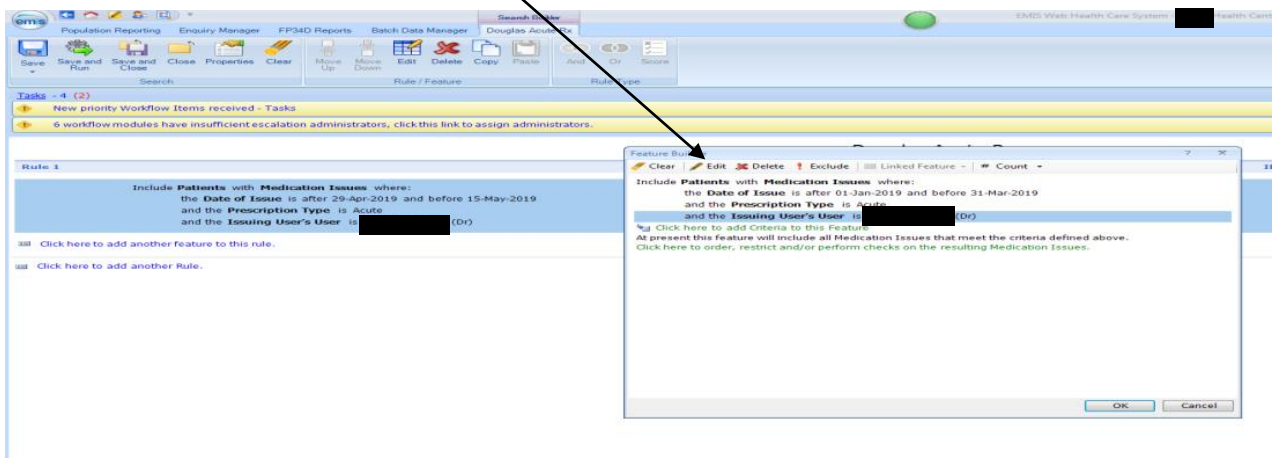 emis
Search Builder
EMIS Web Health Care System
Health Cent
Population Reporting Enquiry Manager FP34D Reports Batch Data Manager Douglas Acute Rx
Save Save and Run Save and Close Close Properties Clear Move Up Move Down Edit Delete Copy Paste And Or Score
Search Rule / Feature Rule Type
Tasks - 4 (2)
New priority Workflow Items received - Tasks
6 workflow modules have insufficient escalation administrators, click this link to assign administrators.
Rule 1
Include Patients with Medication Issues where:
the Date of Issue is after 29-Apr-2019 and before 15-May-2019
and the Prescription Type is Acute
and the Issuing User's User is (Dr)
Click here to add another feature to this rule.
Click here to add another Rule.
Feature Builder ?
Clear Edit Delete Exclude Linked Feature Count
Include Patients with Medication Issues where:
the Date of Issue is after 01-Jan-2019 and before 31-Mar-2019
and the Prescription Type is Acute
and the Issuing User's User is (Dr)
Click here to add Criteria to this Feature
At present this feature will include all Medication Issues that meet the criteria defined above.
Click here to order, restrict and/or perform checks on the resulting Medication Issues.
OK Cancel